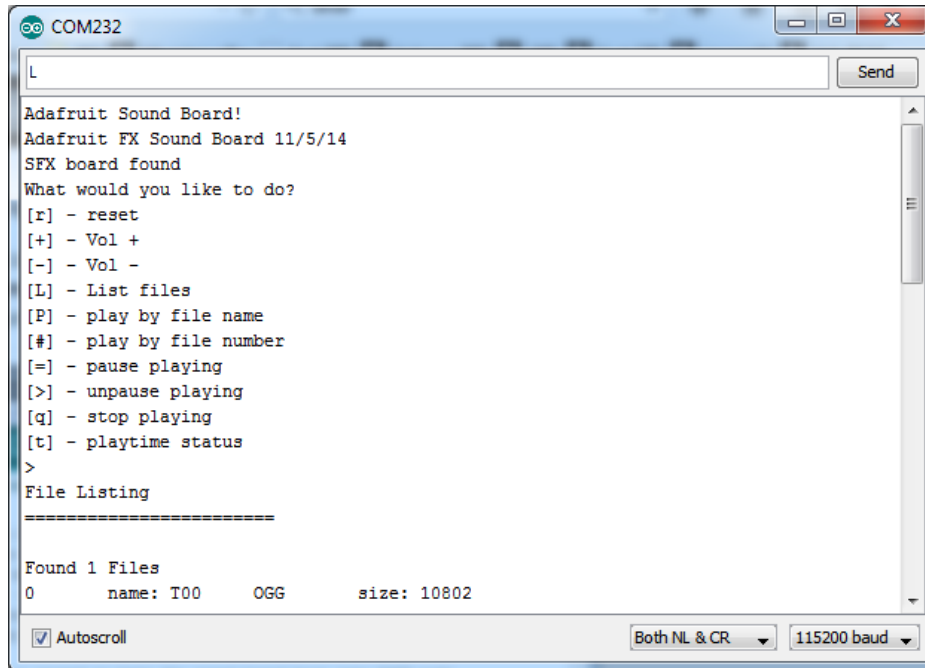 COM232
L
Send
Adafruit Sound Board!
Adafruit FX Sound Board 11/5/14
SFX board found
What would you like to do?
[r] - reset
[+] - Vol +
[-] - Vol -
[L] - List files
[P] - play by file name
[#] - play by file number
[=] - pause playing
[>] - unpause playing
[q] - stop playing
[t] - playtime status
>
File Listing
========================

Found 1 Files
0       name: T00     OGG       size: 10802
Autoscroll
Both NL & CR
115200 baud